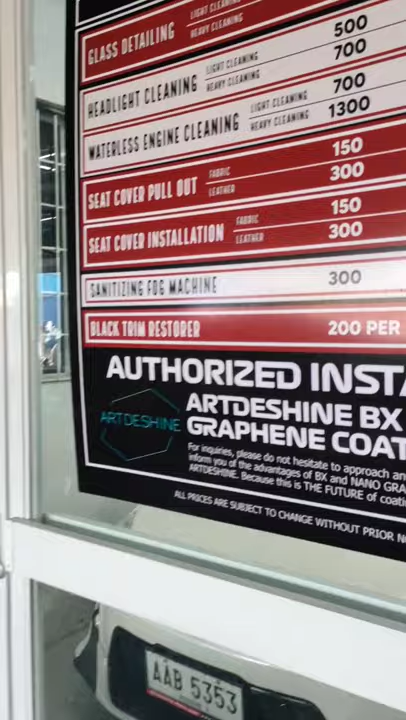 LIGHT CLEANING
GLASS DETAILING HEAVY CLEANING
LIGHT CLEANING 500
HEADLIGHT CLEANING HEAVY CLEANING 700
LIGHT CLEANING 700
WATERLESS ENGINE CLEANING HEAVY CLEANING 1300
FABRIC 150
SEAT COVER PULL OUT LEATHER 300
FABRIC 150
SEAT COVER INSTALLATION LEATHER 300
SANITIZING FOG MACHINE 300
BLACK TRIM RESTORER 200 PER
AUTHORIZED INSTA
ARTDESHINE
ARTDESHINE BX
GRAPHENE COAT
For inquiries, please do not hesitate to approach an
inform you of the advantages of BX and NANO GRA
ARTDESHINE. Because this is THE FUTURE of coati
ALL PRICES ARE SUBJECT TO CHANGE WITHOUT PRIOR NO
AAB 5353